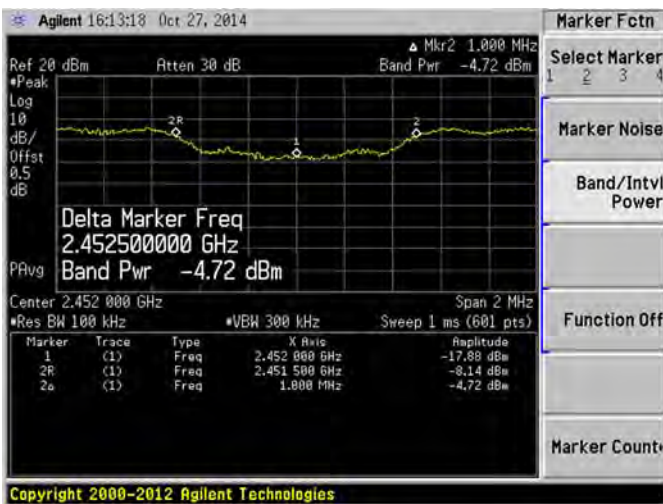 Agilent 16:13:18 Oct 27, 2014
Marker Fctn
Δ Mkr2 1.000 MHz
Ref 20 dBm Atten 30 dB Band Pwr -4.72 dBm
#Peak
Log
10
dB/
Offst
0.5
dB
2R
1
2
Delta Marker Freq
2.452500000 GHz
PAvg Band Pwr -4.72 dBm
Center 2.452 000 GHz Span 2 MHz
#Res BW 100 kHz #VBW 300 kHz Sweep 1 ms (601 pts)
Marker Trace Type X Axis Amplitude
1 (1) Freq 2.452 000 GHz -17.88 dBm
2R (1) Freq 2.451 500 GHz -8.14 dBm
2Δ (1) Freq 1.000 MHz -4.72 dBm
Select Marker
1 2 3 4
Marker Noise
Band/Intvl
Power
Function Off
Marker Count
Copyright 2000-2012 Agilent Technologies